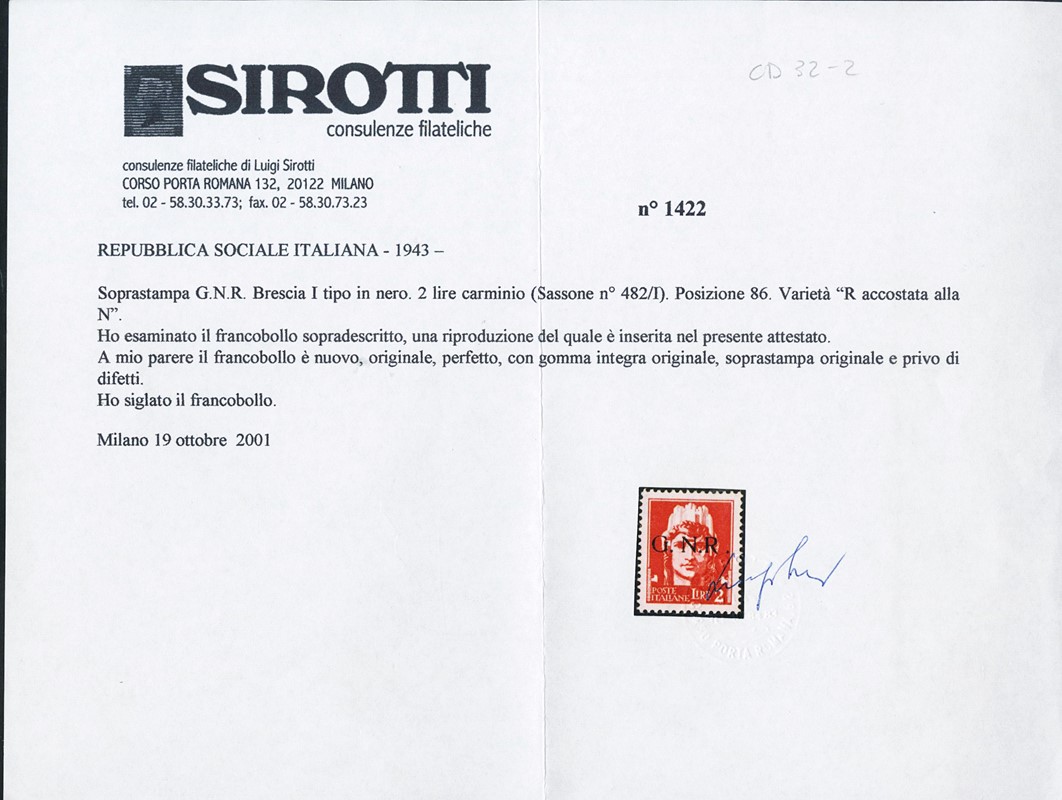 CD 32-2
SIROTTI
consulenze filateliche
consulenze filateliche di Luigi Sirotti
CORSO PORTA ROMANA 132, 20122 MILANO
tel. 02 - 58.30.33.73; fax. 02 - 58.30.73.23
n° 1422
REPUBBLICA SOCIALE ITALIANA - 1943 –
Soprastampa G.N.R. Brescia I tipo in nero. 2 lire carminio (Sassone n° 482/I). Posizione 86. Varietà “R accostata alla
N”.
Ho esaminato il francobollo sopradescritto, una riproduzione del quale è inserita nel presente attestato.
A mio parere il francobollo è nuovo, originale, perfetto, con gomma integra originale, soprastampa originale e privo di
difetti.
Ho siglato il francobollo.
Milano 19 ottobre 2001
G. N.R.
POSTE
ITALIANE LIRE 2
PORTA